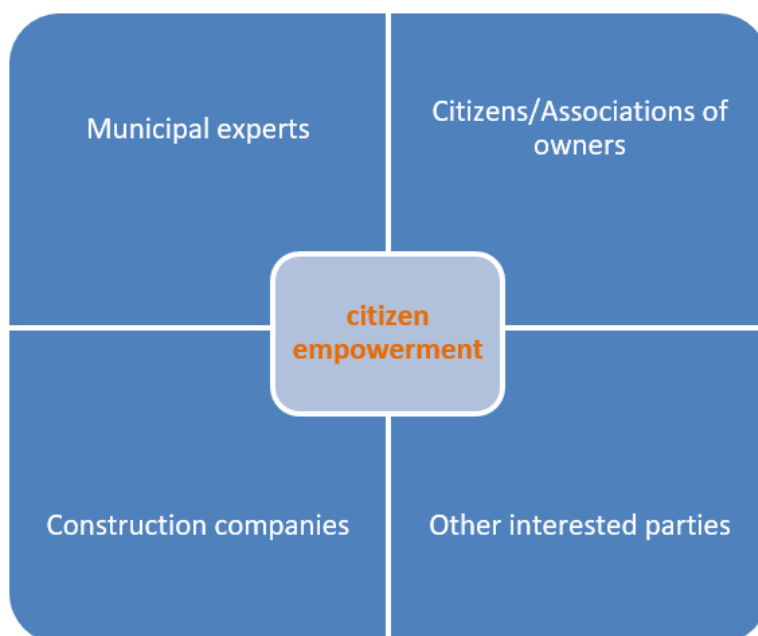 Municipal experts
Citizens/Associations of
owners
citizen
empowerment
Construction companies
Other interested parties